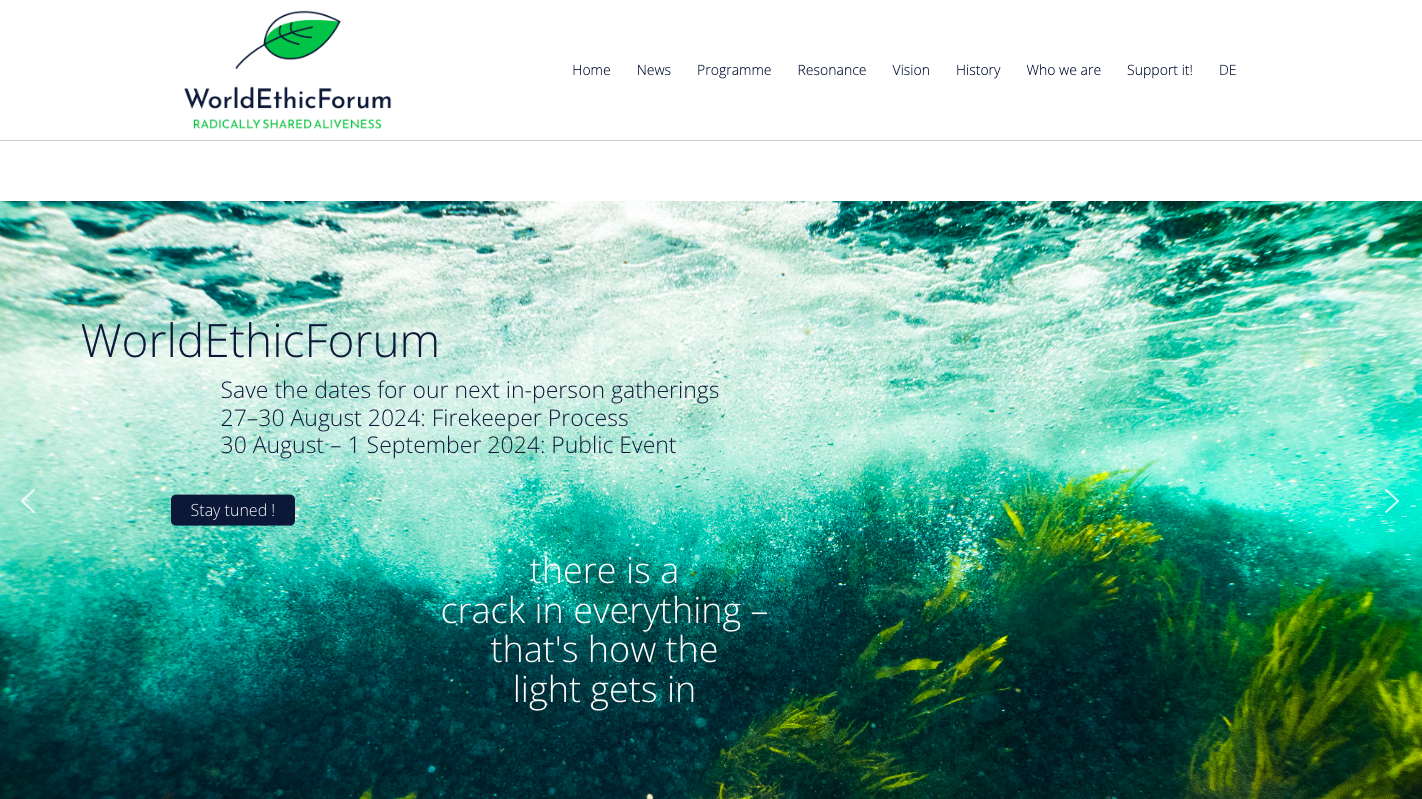 WorldEthicForum
RADICALLY SHARED ALIVENESS
Home News Programme Resonance Vision History Who we are Support it! DE
WorldEthicForum
Save the dates for our next in-person gatherings
27–30 August 2024: Firekeeper Process
30 August – 1 September 2024: Public Event
Stay tuned !
there is a
crack in everything –
that's how the
light gets in